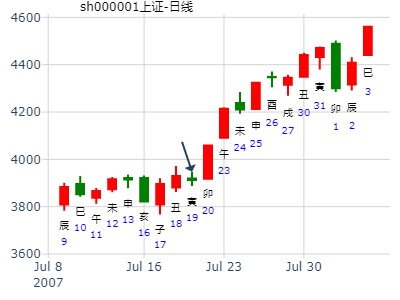 sh000001上证-日线
4600
4400
4200
4000
3800
3600
辰
9
巳
10
午
11
未
12
申
13
亥
16
子
17
丑
18
寅
19
卯
20
午
23
未
24
申
25
酉
26
戌
27
丑
30
寅
31
卯
1
辰
2
巳
3
Jul 8
2007
Jul 16
Jul 23
Jul 30